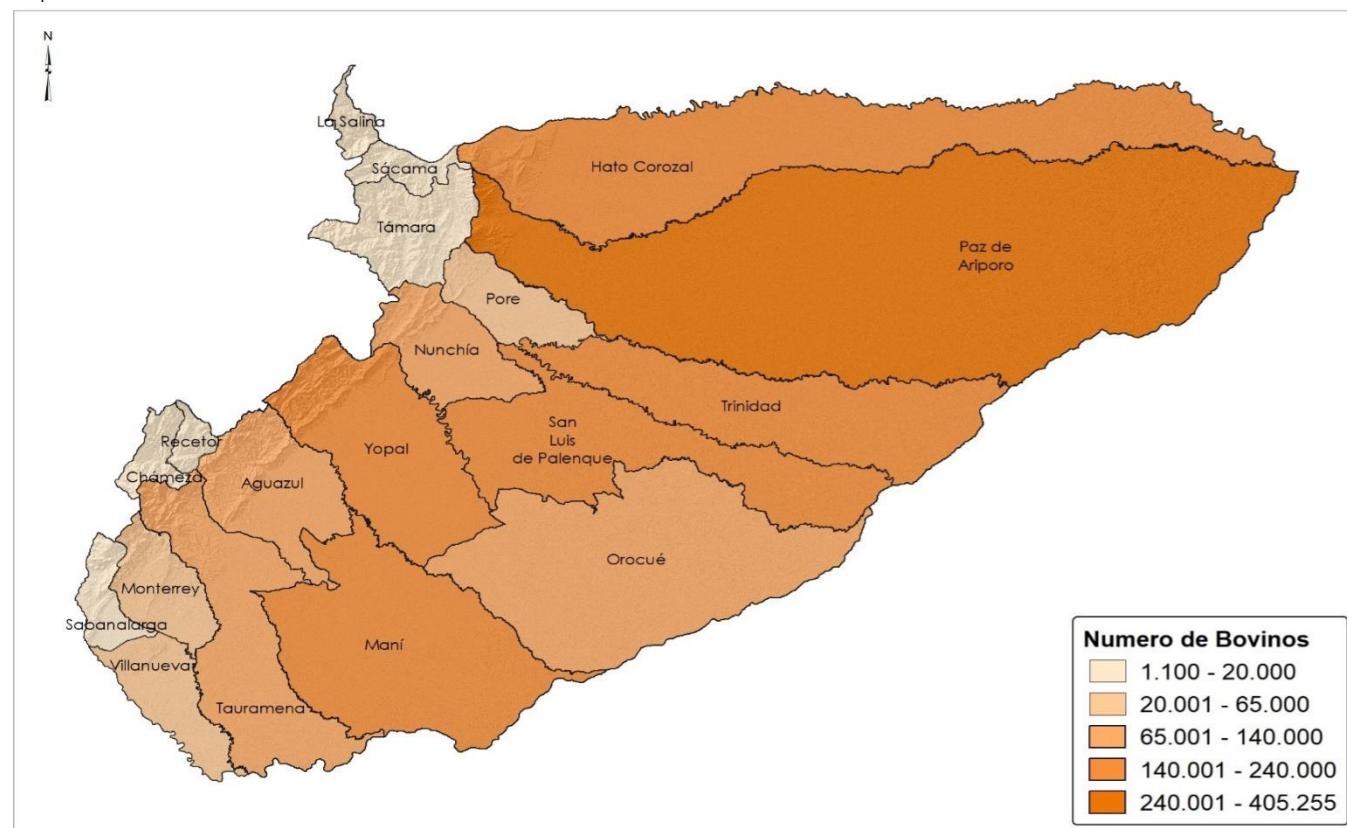 N
La Salina
Sácama
Hato Corozal
Támara
Paz de
Ariporo
Pore
Nunchía
Trinidad
San
Luis
de Palenque
Yopal
Recetor
Chámeza
Aguazul
Orocué
Monterrey
Sabanalarga
Maní
Villanueva
Tauramena
Numero de Bovinos
1.100 - 20.000
20.001 - 65.000
65.001 - 140.000
140.001 - 240.000
240.001 - 405.255